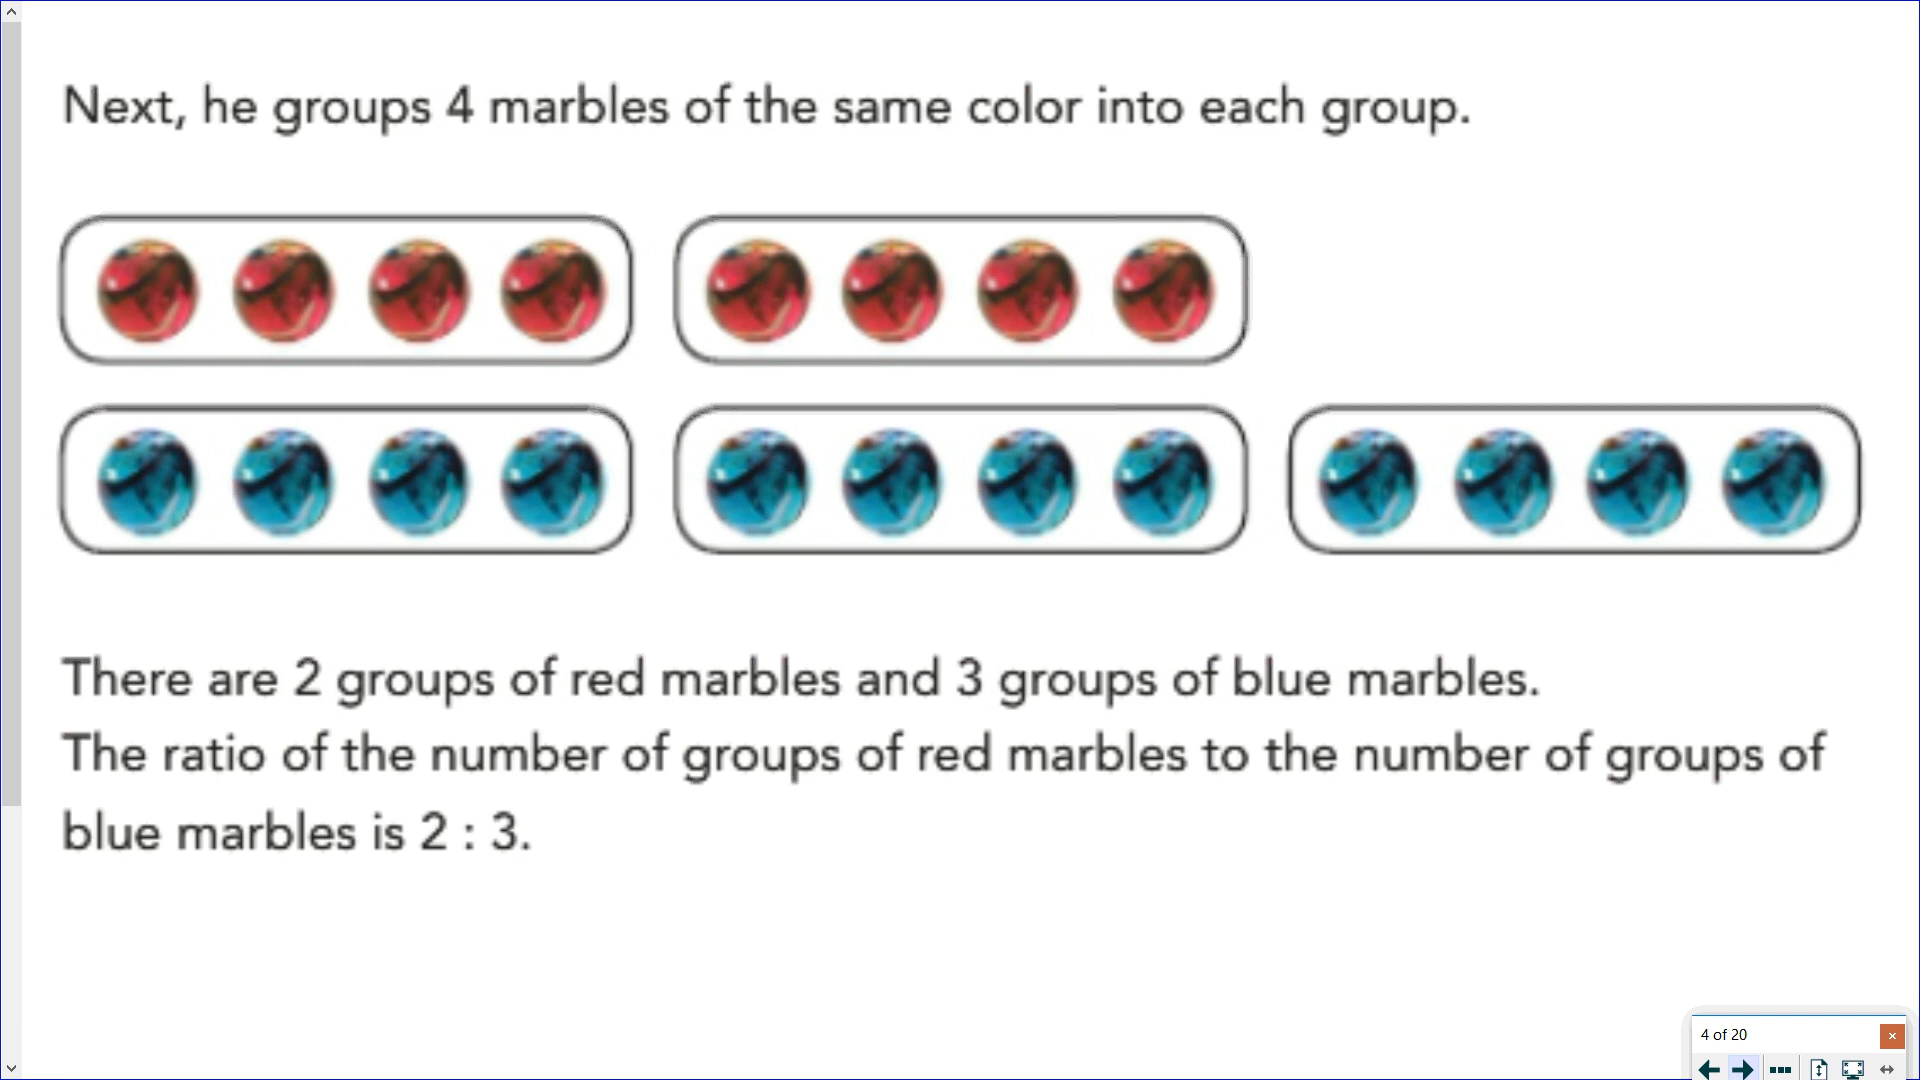 Next, he groups 4 marbles of the same color into each group.
There are 2 groups of red marbles and 3 groups of blue marbles.
The ratio of the number of groups of red marbles to the number of groups of
blue marbles is 2 : 3.
4 of 20